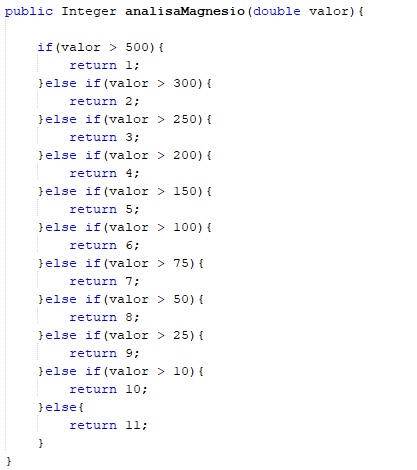 public Integer analisaMagnesio(double valor){
if(valor > 500){
return 1;
}else if(valor > 300){
return 2;
}else if(valor > 250){
return 3;
}else if(valor > 200){
return 4;
}else if(valor > 150){
return 5;
}else if(valor > 100){
return 6;
}else if(valor > 75){
return 7;
}else if(valor > 50){
return 8;
}else if(valor > 25){
return 9;
}else if(valor > 10){
return 10;
}else{
return 11;
}
}